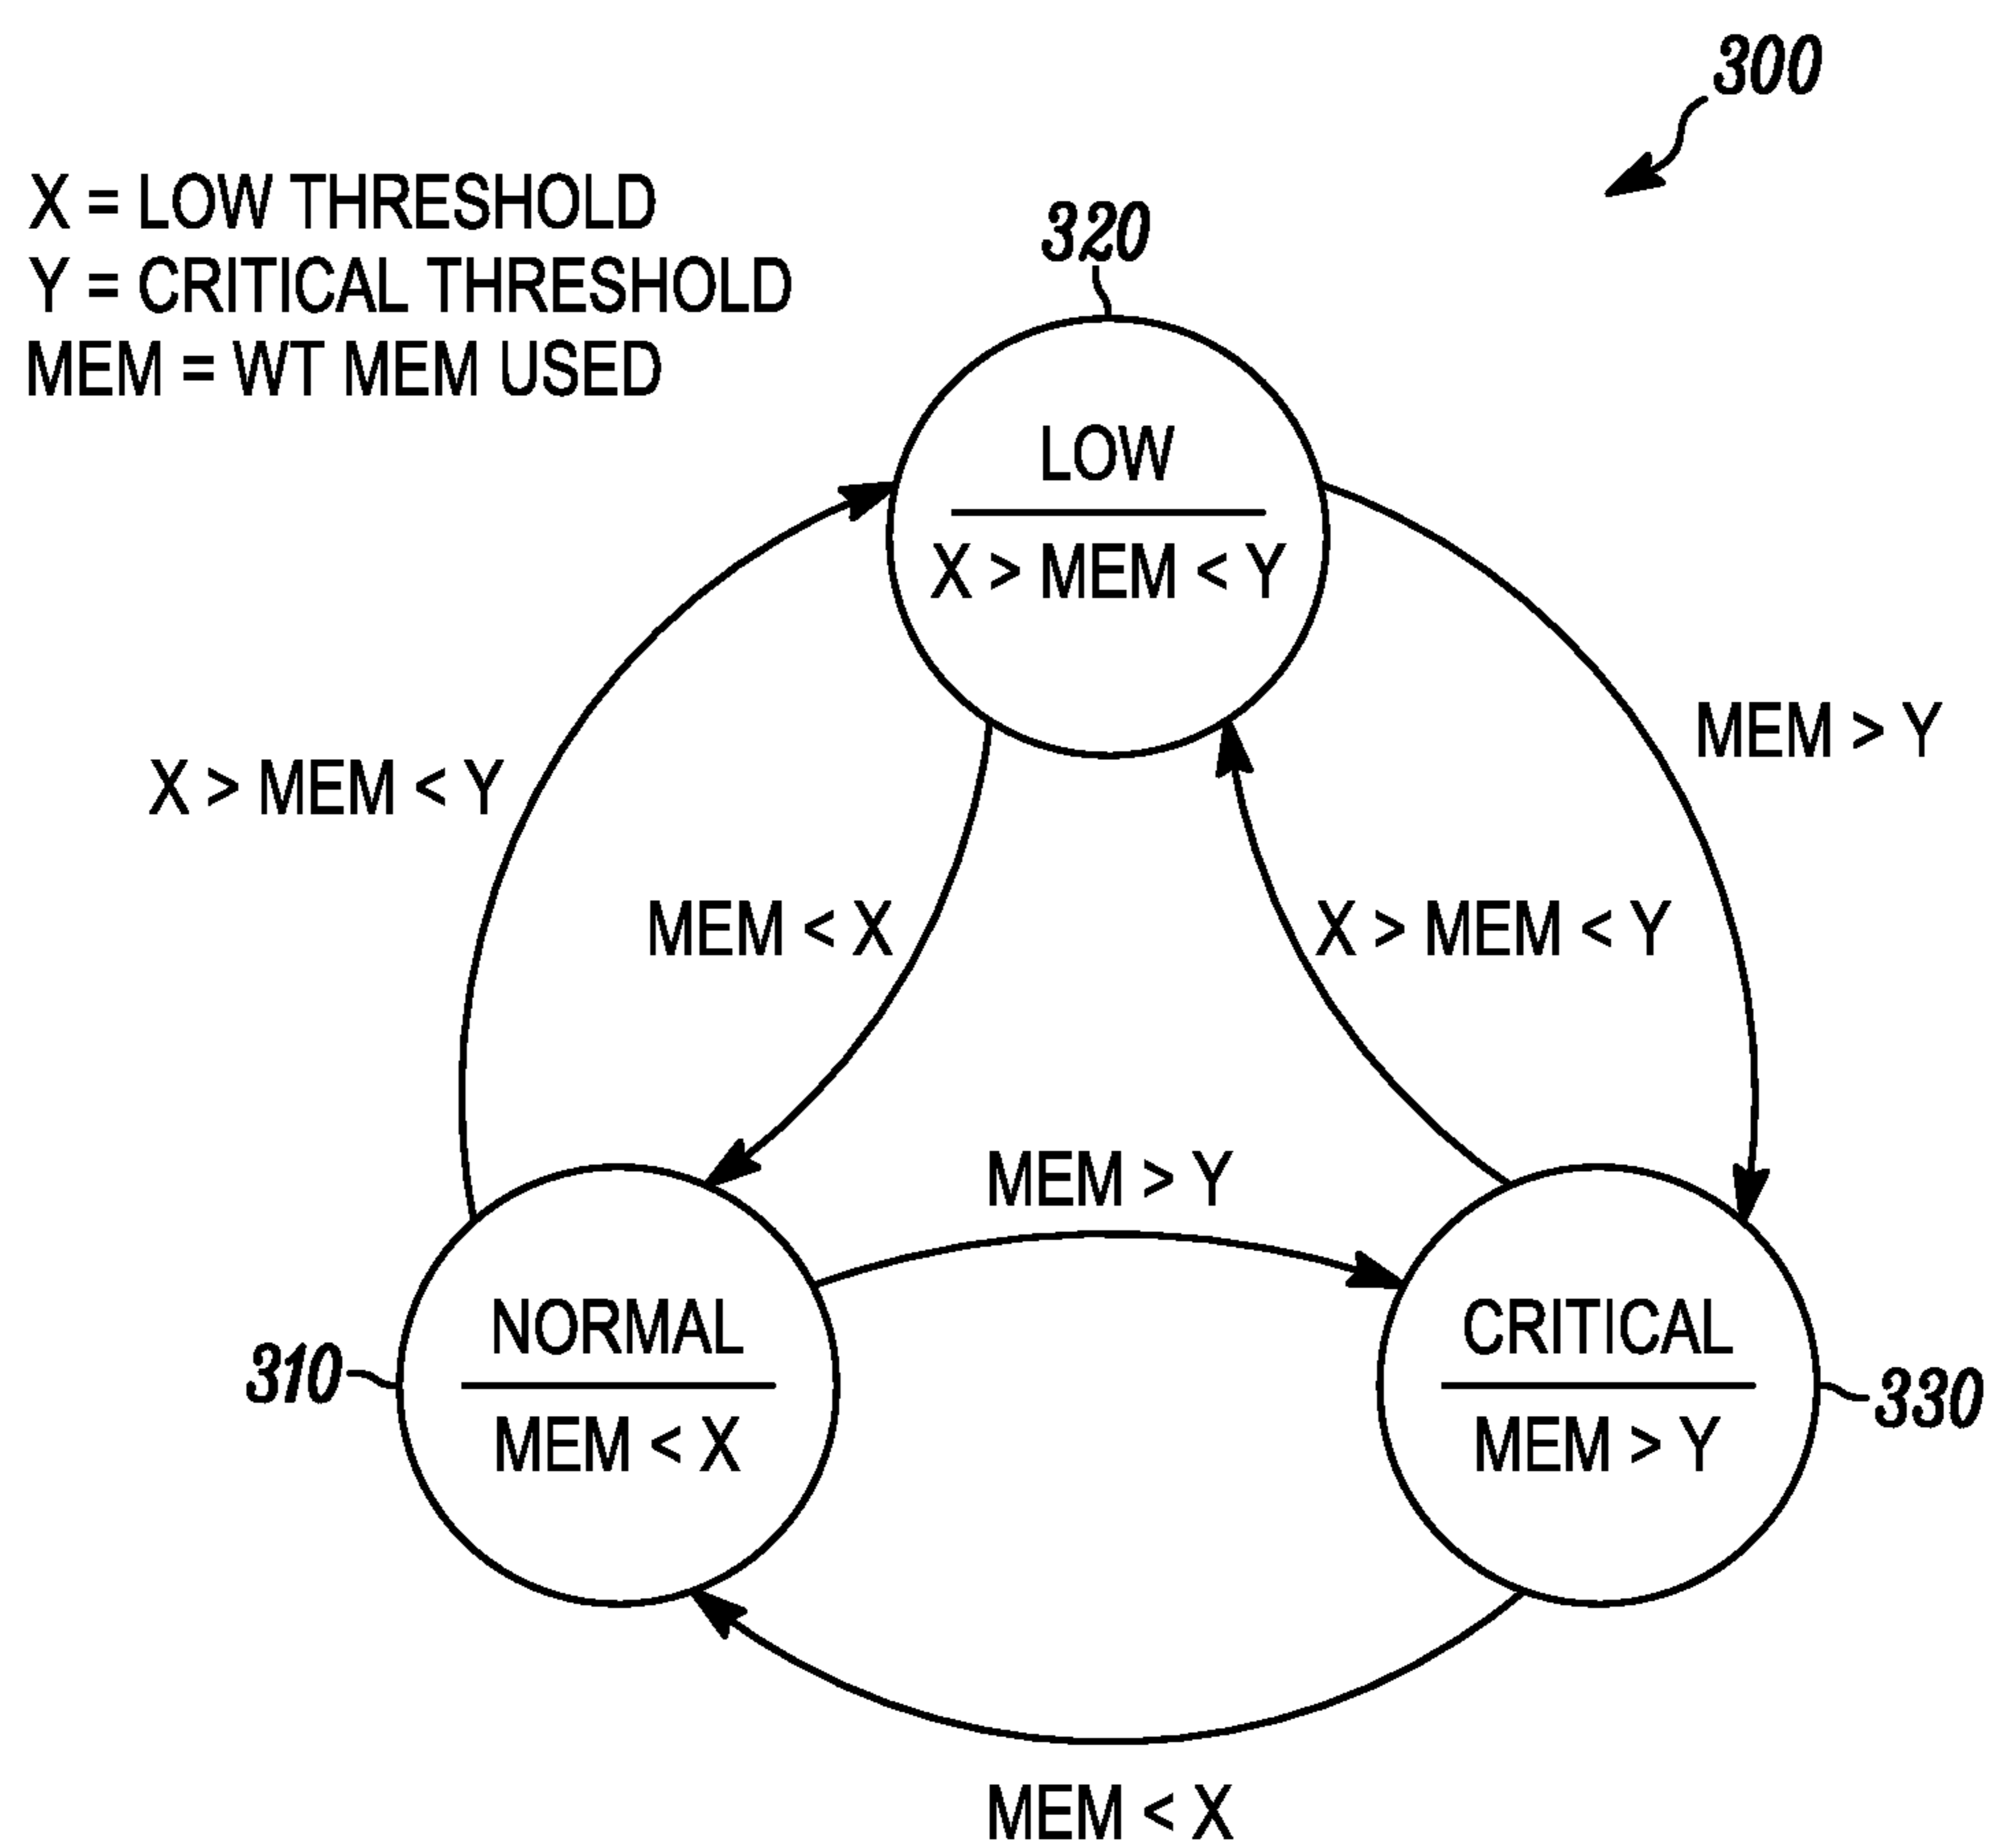 300
X = LOW THRESHOLD
Y = CRITICAL THRESHOLD
MEM = WT MEM USED
320
LOW
X > MEM < Y
MEM > Y
X > MEM < Y
MEM < X
X > MEM < Y
MEM > Y
NORMAL
MEM < X
310
CRITICAL
MEM > Y
330
MEM < X